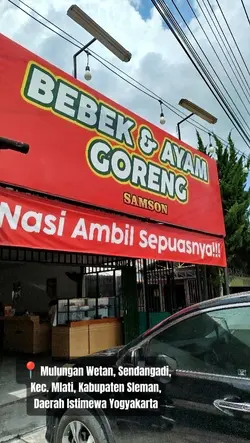 BEBEK & AYAM
GORENG
SAMSON
Nasi Ambil Sepuasnya!!!
Mulungan Wetan, Sendangadi,
Kec. Mlati, Kabupaten Sleman,
Daerah Istimewa Yogyakarta